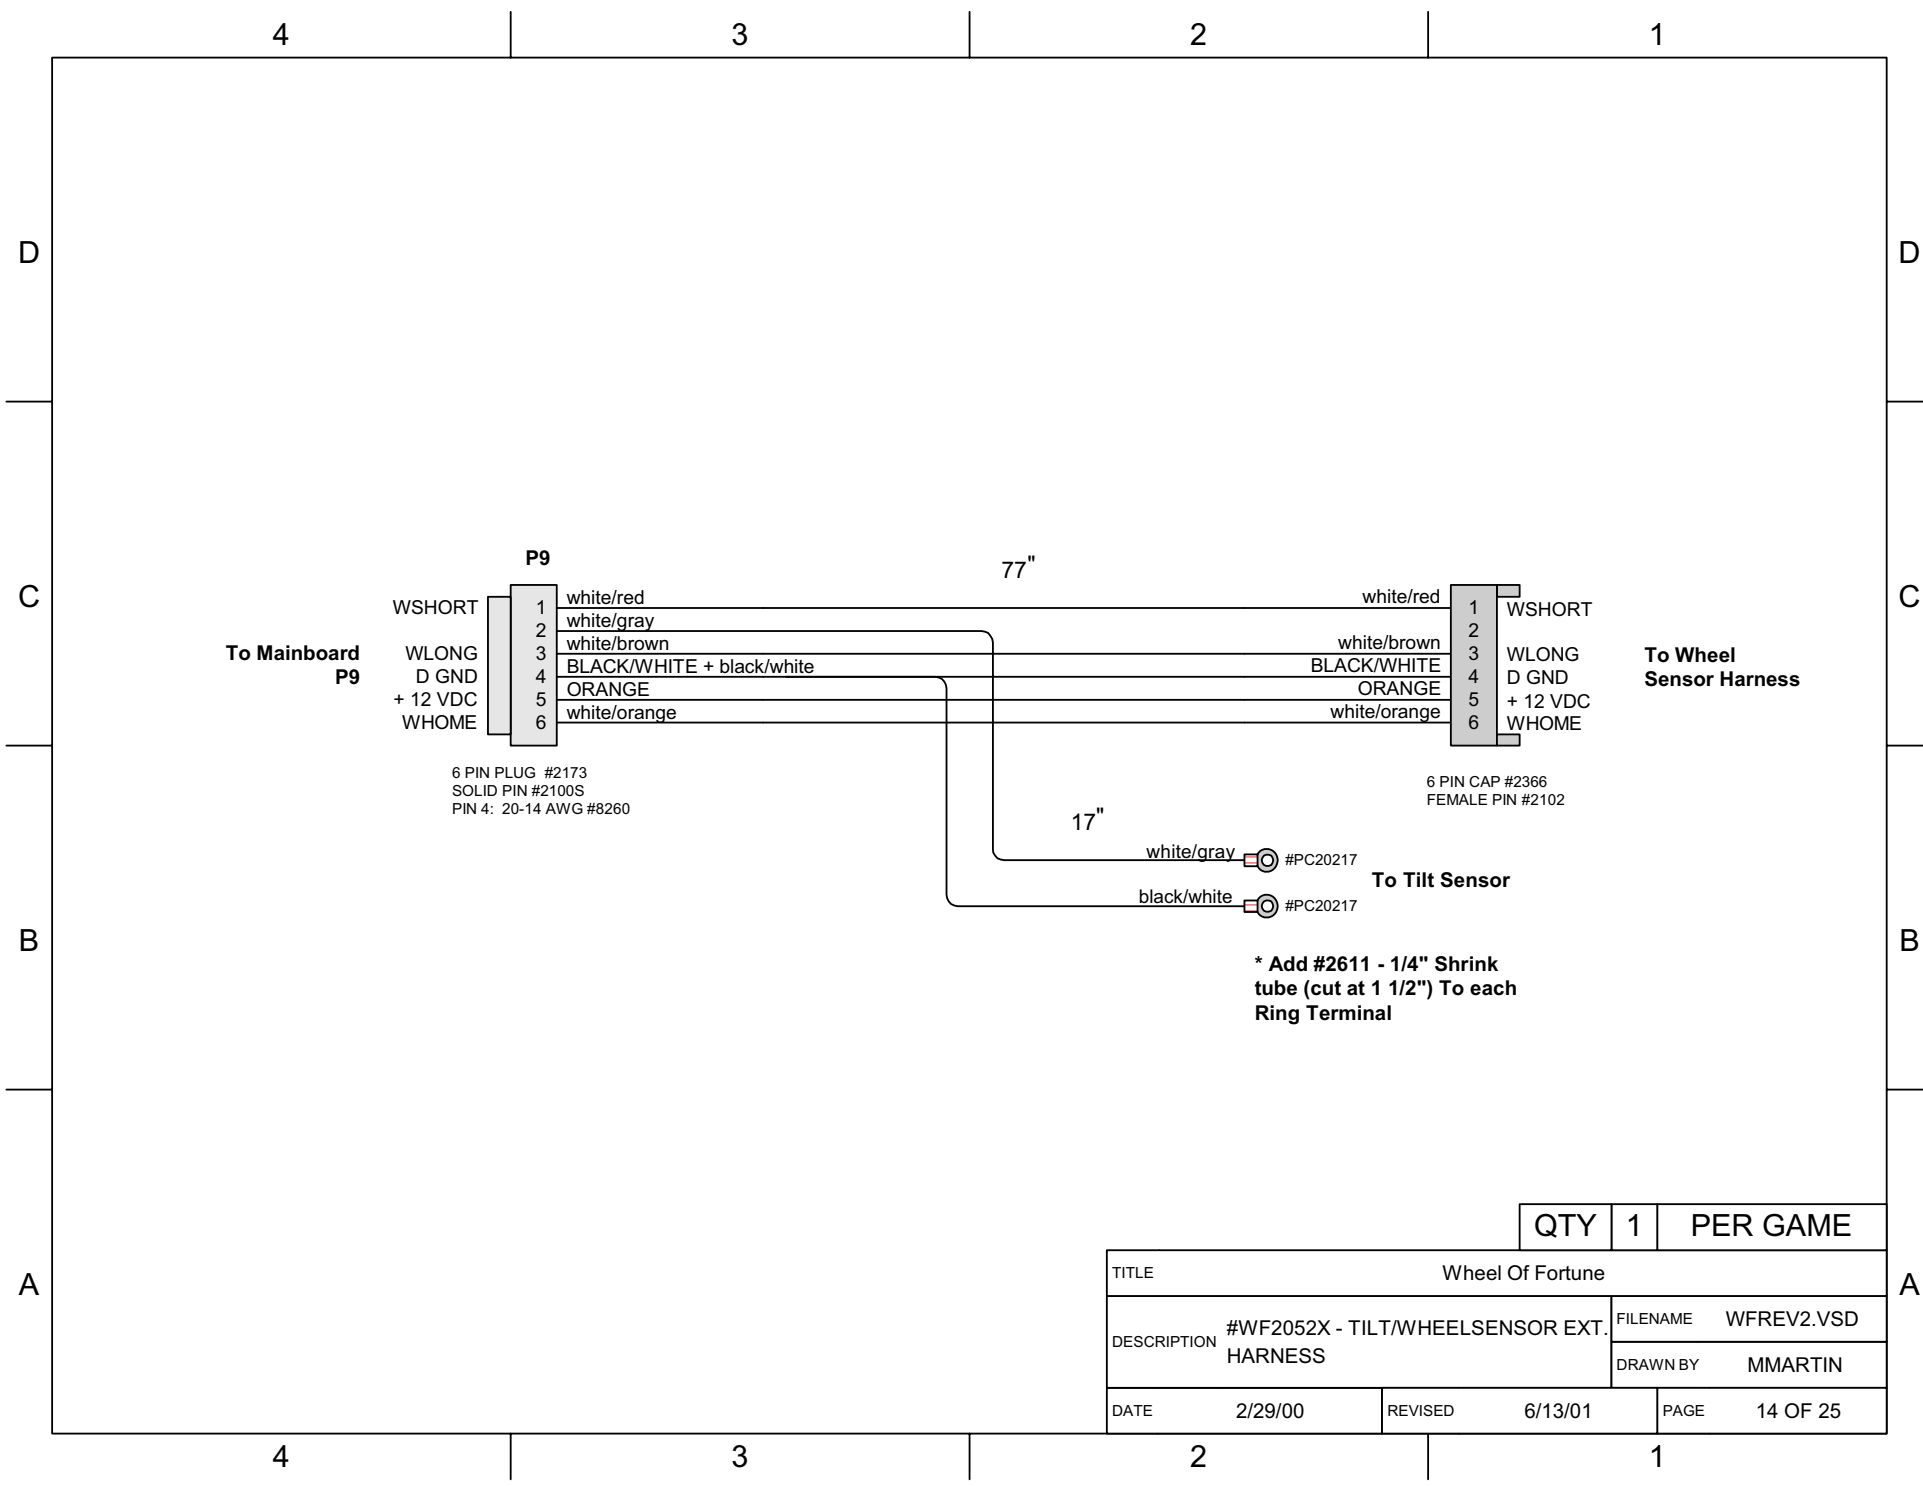 4 3 2 1
D D
P9
77"
C C
WSHORT 1 white/red white/red 1 WSHORT
2 white/gray 2
To Mainboard
P9
WLONG 3 white/brown white/brown 3 WLONG
D GND 4 BLACK/WHITE + black/white BLACK/WHITE 4 D GND
+ 12 VDC 5 ORANGE ORANGE 5 + 12 VDC
WHOME 6 white/orange white/orange 6 WHOME
To Wheel
Sensor Harness
6 PIN PLUG #2173
SOLID PIN #2100S
PIN 4: 20-14 AWG #8260
6 PIN CAP #2366
FEMALE PIN #2102
17"
white/gray #PC20217
To Tilt Sensor
black/white #PC20217
B B
* Add #2611 - 1/4" Shrink
tube (cut at 1 1/2") To each
Ring Terminal
QTY 1 PER GAME
A A
TITLE Wheel Of Fortune
DESCRIPTION #WF2052X - TILT/WHEELSENSOR EXT.
HARNESS
FILENAME WFREV2.VSD
DRAWN BY MMARTIN
DATE 2/29/00 REVISED 6/13/01 PAGE 14 OF 25
4 3 2 1